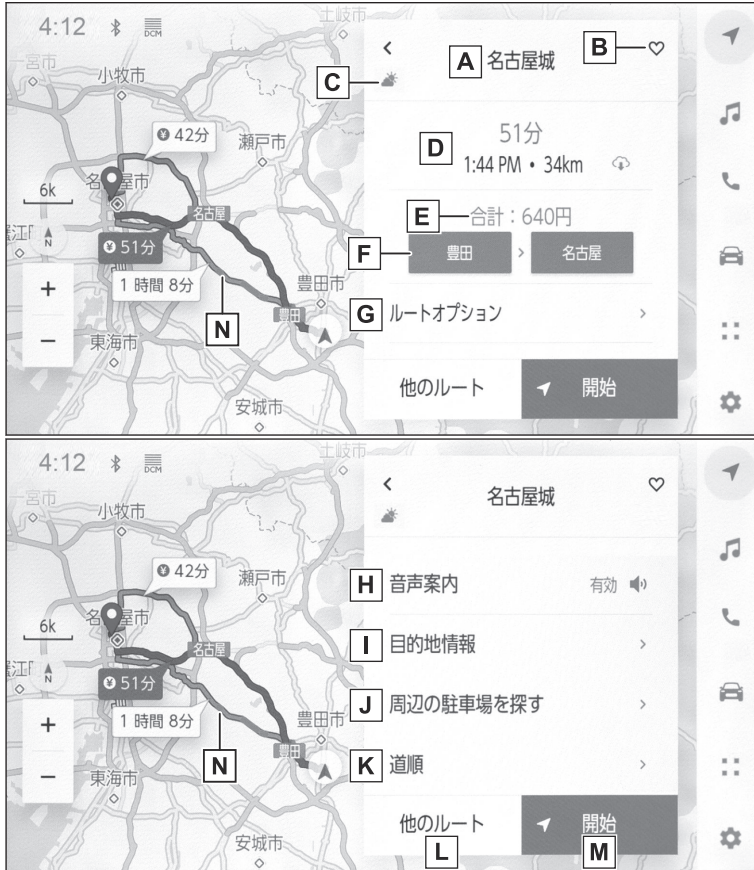 4:12
DCM
土岐市
一宮市
小牧市
A 名古屋城
B
C
¥ 42分
瀬戸市
D
51分
1:44 PM • 34km
6k
名古屋市
N
名古屋
E 合計：640円
蟹江町
¥ 51分
F 豊田 > 名古屋
+
1 時間 8分
豊田市
N
G ルートオプション >
豊田
−
東海市
他のルート
開始
安城市
4:12
DCM
土岐市
一宮市
小牧市
名古屋城
¥ 42分
瀬戸市
H 音声案内 有効
6k
名古屋市
N
名古屋
I 目的地情報 >
¥ 51分
+
1 時間 8分
豊田市
J 周辺の駐車場を探す >
N
豊田
K 道順 >
−
東海市
他のルート
開始
L
M
安城市